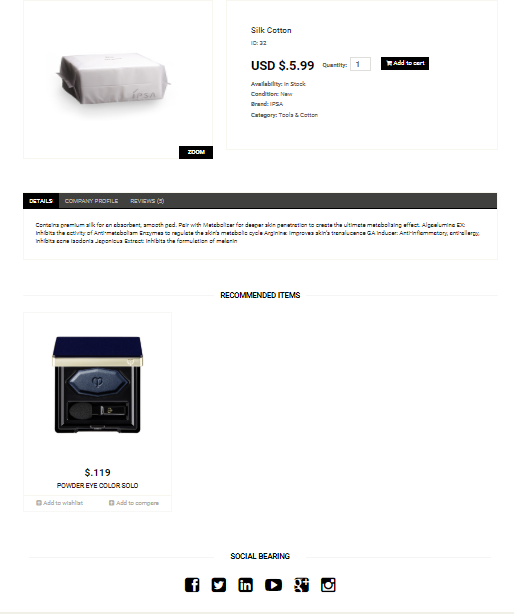 IPSA
ZOOM
Silk Cotton
ID: 32
USD $.5.99 Quantity: 1 Add to cart
Availability: In Stock
Condition: New
Brand: IPSA
Category: Tools & Cotton
DETAILS COMPANY PROFILE REVIEWS (5)
Contains premium silk for an absorbent, smooth pad. Pair with Metabolizer for deeper skin penetration to create the ultimate metabolising effect. Algaelumina EX:
Inhibits the activity of Anti-metabolism Enzymes to regulate the skin's metabolic cycle Arginine: Improves skin's translucence GA Inducer: Anti-inflammatory, anti-allergy,
Inhibits acne Isodonis Japonicus Extract: Inhibits the formulation of melanin
RECOMMENDED ITEMS
$.119
POWDER EYE COLOR SOLO
Add to wishlist Add to compare
SOCIAL BEARING